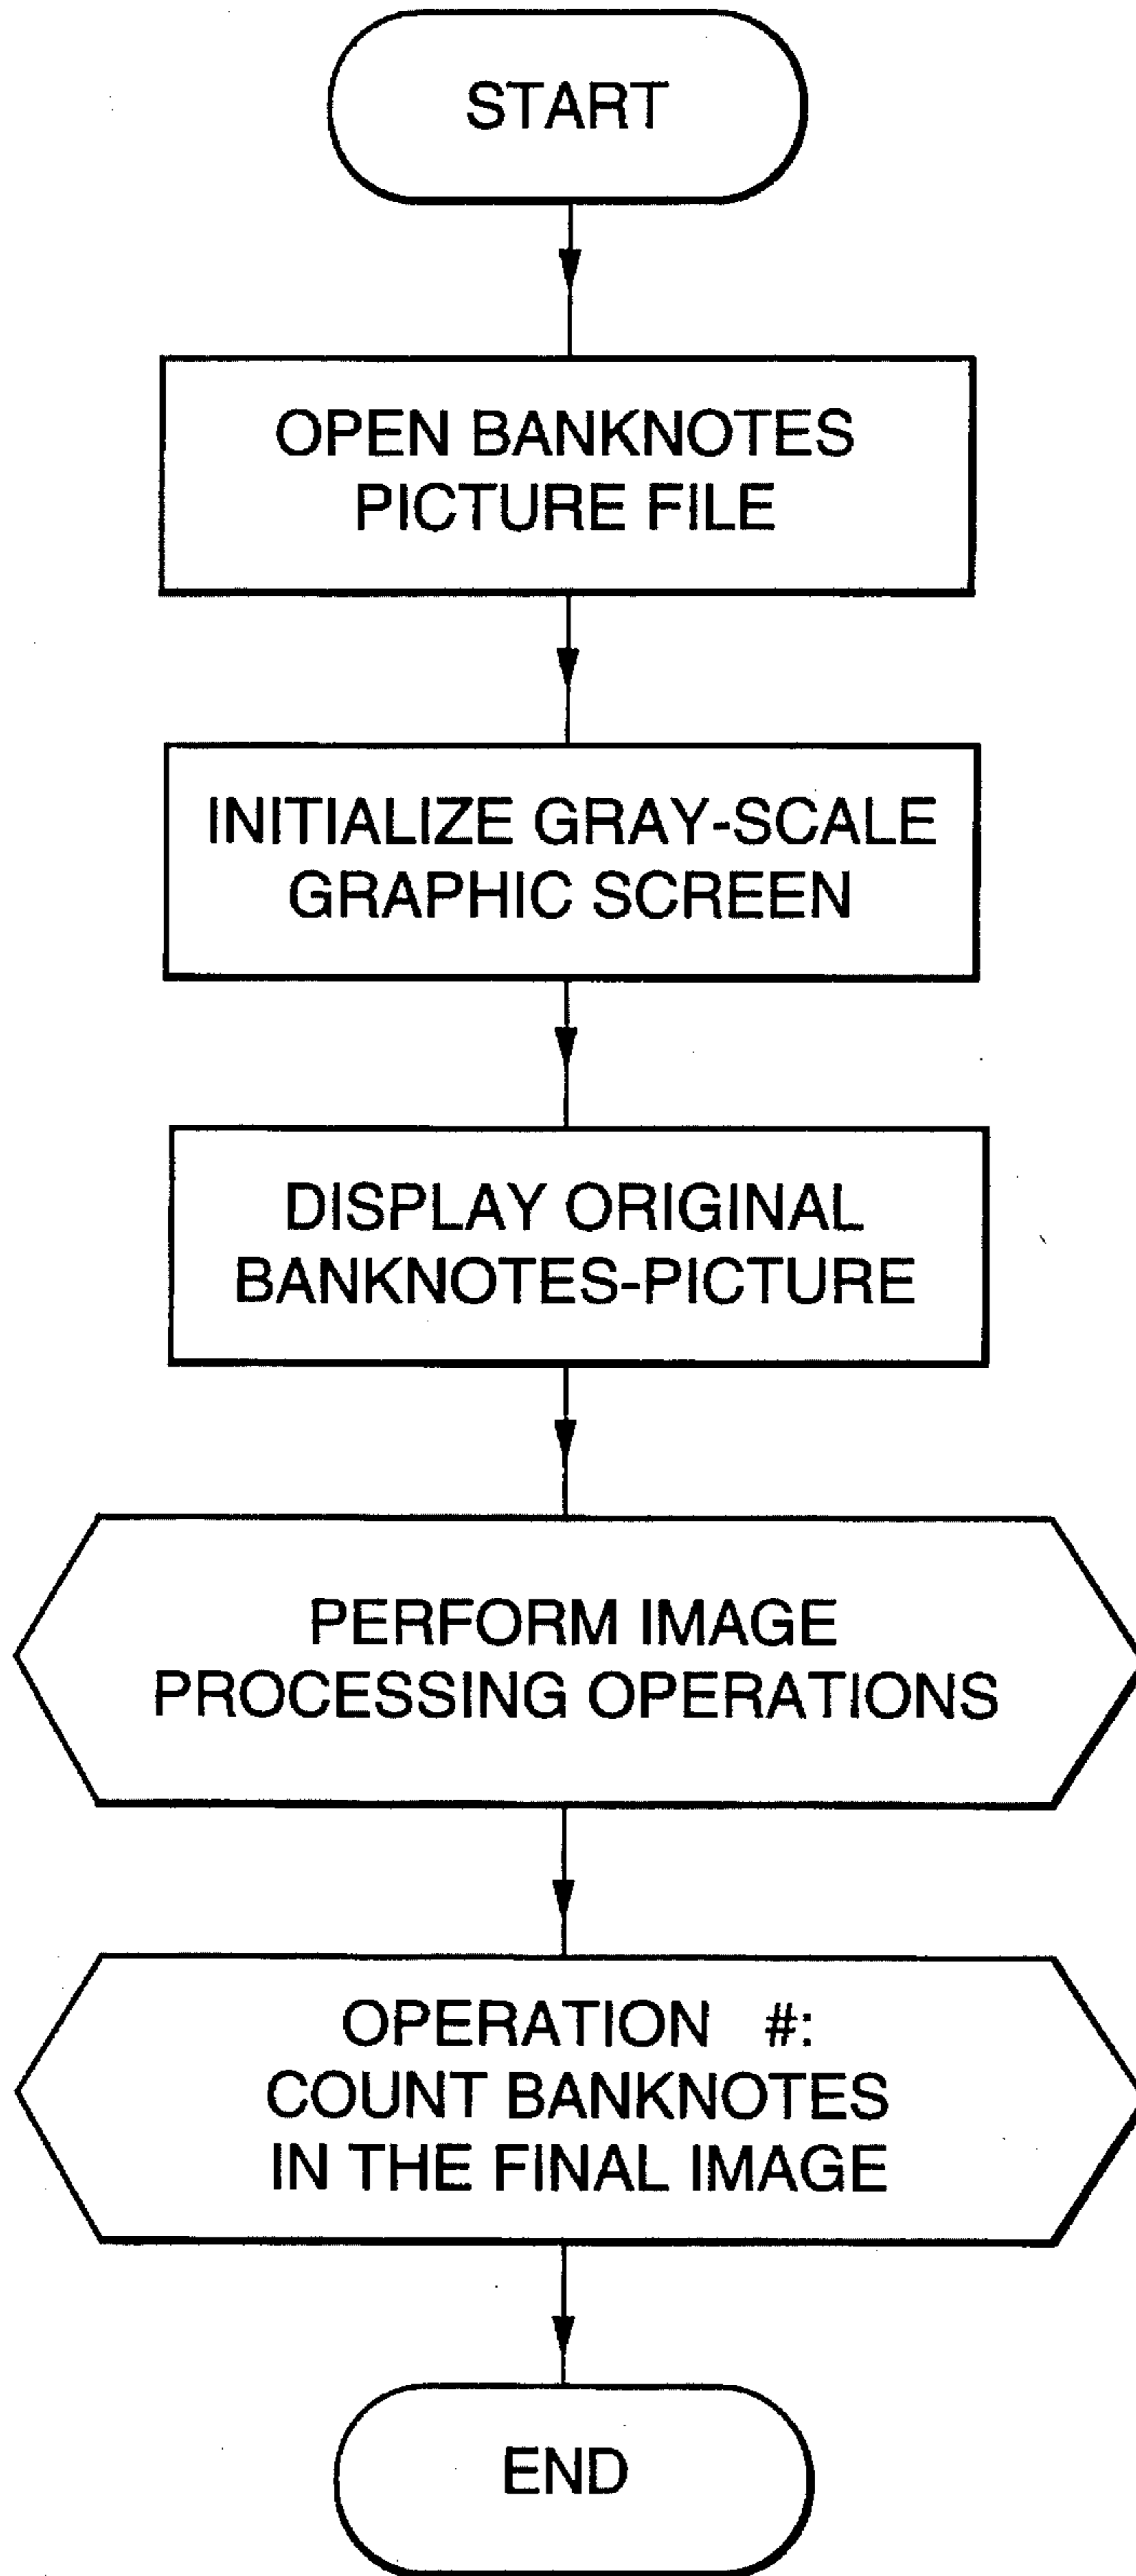 START
OPEN BANKNOTES
PICTURE FILE
INITIALIZE GRAY-SCALE
GRAPHIC SCREEN
DISPLAY ORIGINAL
BANKNOTES-PICTURE
PERFORM IMAGE
PROCESSING OPERATIONS
OPERATION #:
COUNT BANKNOTES
IN THE FINAL IMAGE
END